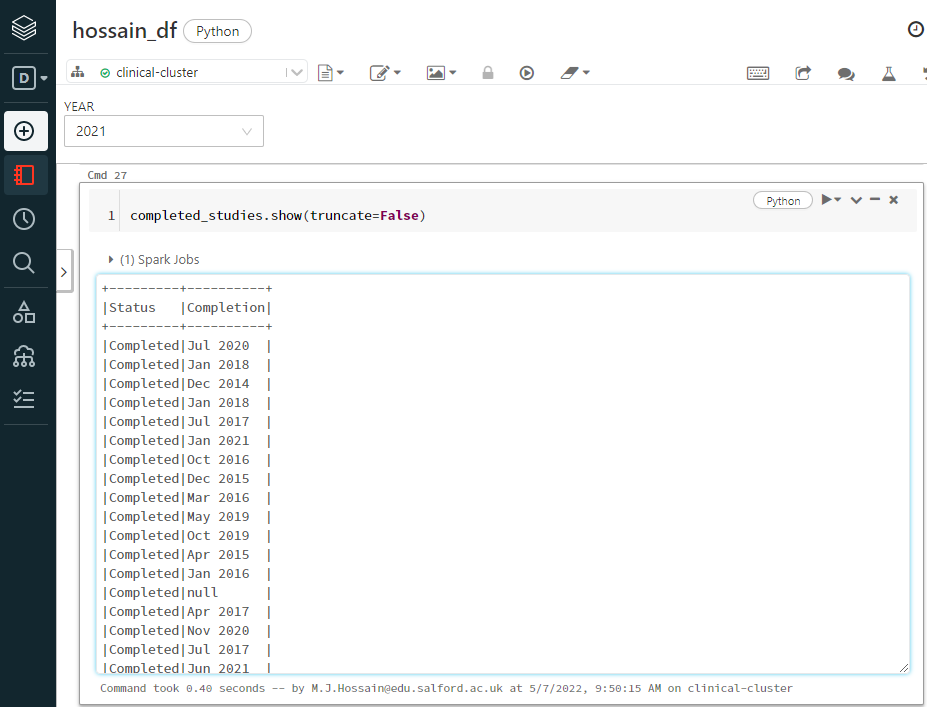 hossain_df Python
D
clinical-cluster
YEAR
2021
Cmd 27
Python
1 completed_studies.show(truncate=False)
(1) Spark Jobs
+---------+----------+
|Status   |Completion|
+---------+----------+
|Completed|Jul 2020  |
|Completed|Jan 2018  |
|Completed|Dec 2014  |
|Completed|Jan 2018  |
|Completed|Jul 2017  |
|Completed|Jan 2021  |
|Completed|Oct 2016  |
|Completed|Dec 2015  |
|Completed|Mar 2016  |
|Completed|May 2019  |
|Completed|Oct 2019  |
|Completed|Apr 2015  |
|Completed|Jan 2016  |
|Completed|null      |
|Completed|Apr 2017  |
|Completed|Nov 2020  |
|Completed|Jul 2017  |
|Completed|Jun 2021  |
Command took 0.40 seconds -- by M.J.Hossain@edu.salford.ac.uk at 5/7/2022, 9:50:15 AM on clinical-cluster